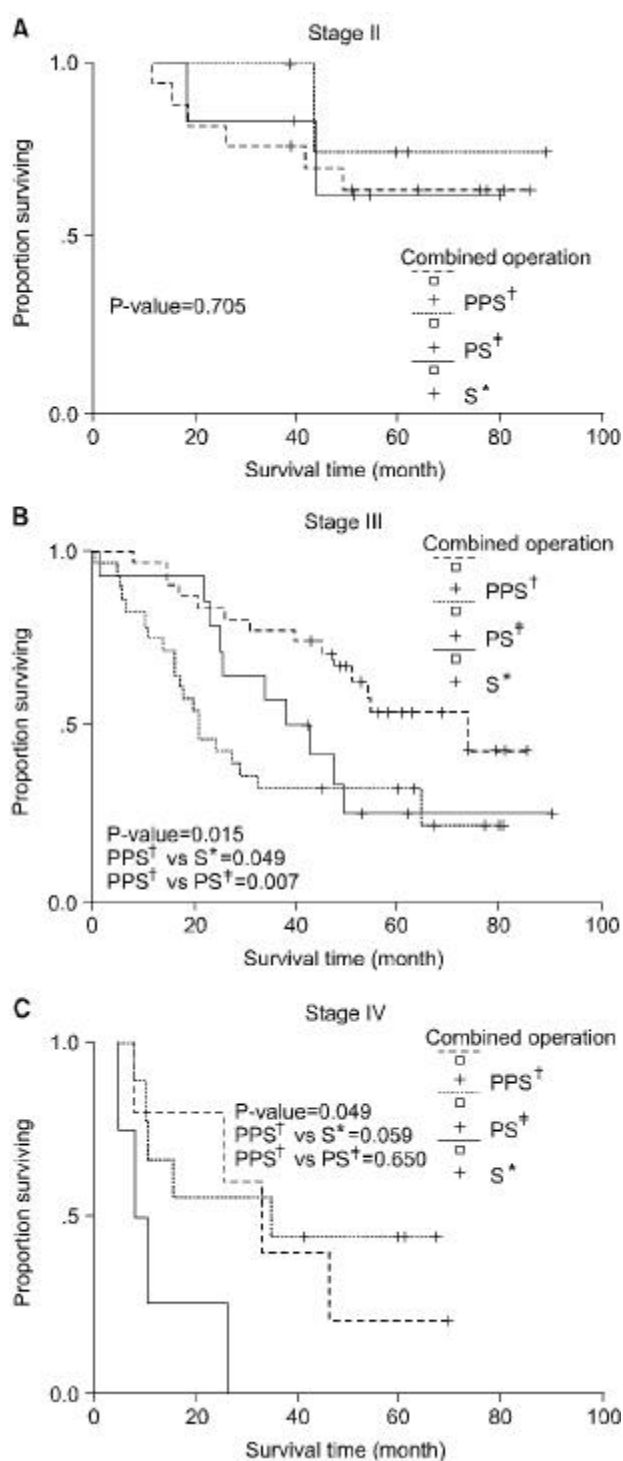 A
Stage II
Proportion surviving
1.0
.5
0.0
P-value=0.705
Combined operation
PPS†
PS‡
S*
0 20 40 60 80 100
Survival time (month)
B
Stage III
Proportion surviving
1.0
0.5
0.0
Combined operation
PPS†
PS‡
S*
P-value=0.015
PPS† vs S*=0.049
PPS† vs PS‡=0.007
0 20 40 60 80 100
Survival time (month)
C
Stage IV
Proportion surviving
1.0
.5
0.0
Combined operation
P-value=0.049
PPS† vs S*=0.059
PPS† vs PS‡=0.650
PPS†
PS‡
S*
0 20 40 60 80 100
Survival time (month)